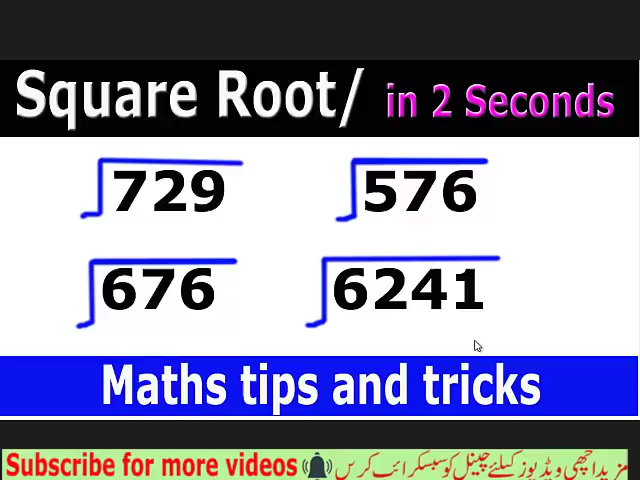 Square Root/ in 2 Seconds
√729 √576
√676 √6241
Maths tips and tricks
Subscribe for more videos مزید اچھی ویڈیوز کیلئے چینل کو سبسکرائب کریں